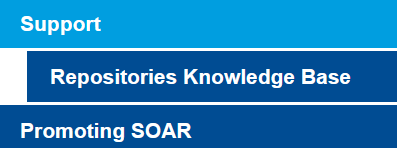 Support
Repositories Knowledge Base
Promoting SOAR